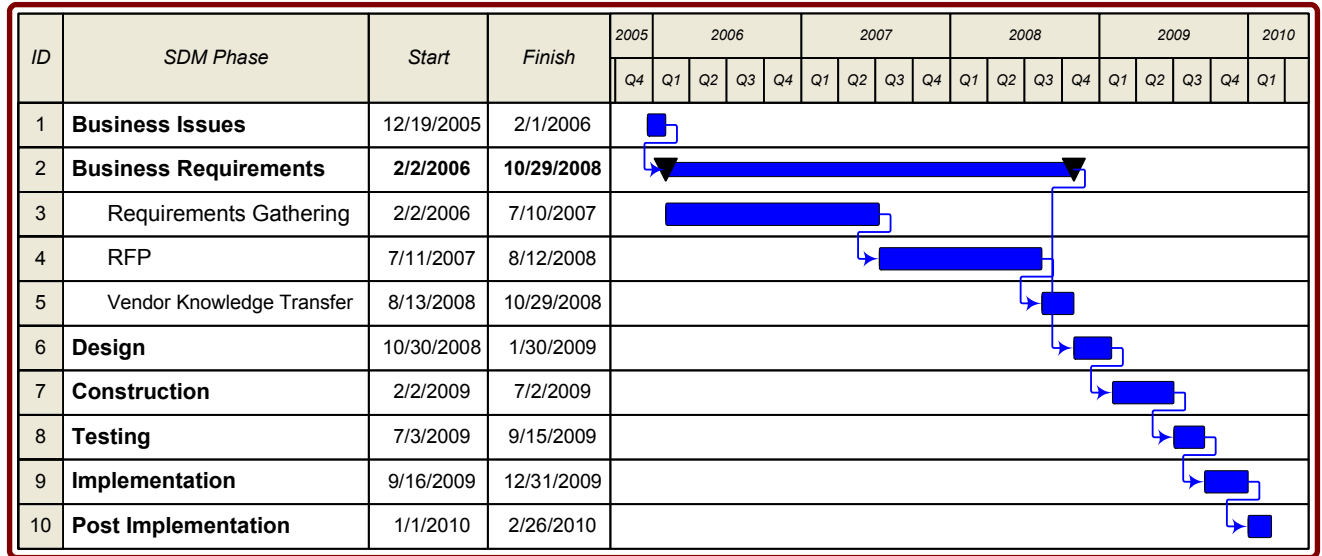 ID SDM Phase Start Finish 2005 2006 2007 2008 2009 2010
Q4 Q1 Q2 Q3 Q4 Q1 Q2 Q3 Q4 Q1 Q2 Q3 Q4 Q1 Q2 Q3 Q4 Q1
1 Business Issues 12/19/2005 2/1/2006
2 Business Requirements 2/2/2006 10/29/2008
3 Requirements Gathering 2/2/2006 7/10/2007
4 RFP 7/11/2007 8/12/2008
5 Vendor Knowledge Transfer 8/13/2008 10/29/2008
6 Design 10/30/2008 1/30/2009
7 Construction 2/2/2009 7/2/2009
8 Testing 7/3/2009 9/15/2009
9 Implementation 9/16/2009 12/31/2009
10 Post Implementation 1/1/2010 2/26/2010